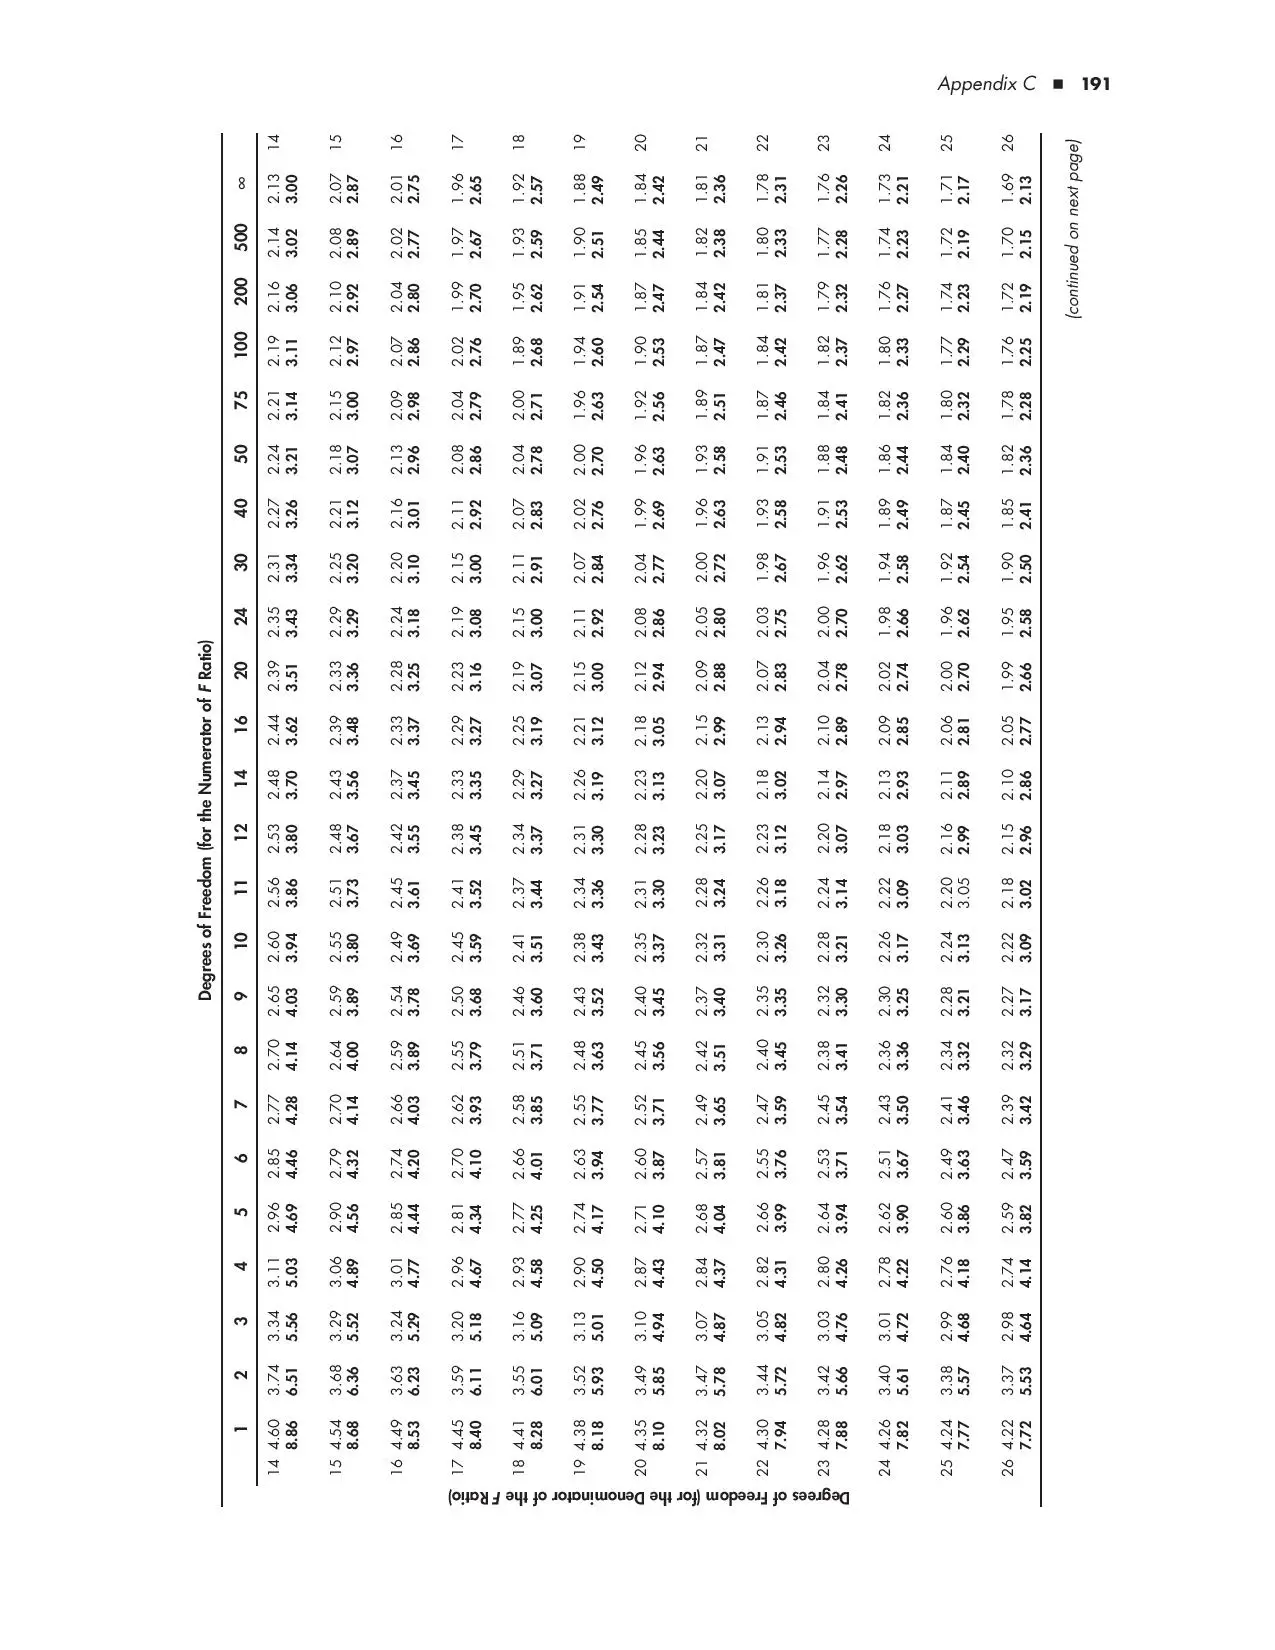 Appendix C ■ 191
Degrees of Freedom (for the Numerator of F Ratio)
1 2 3 4 5 6 7 8 9 10 11 12 14 16 20 24 30 40 50 75 100 200 500 ∞
Degrees of Freedom (for the Denominator of the F Ratio)
14 4.60 3.74 3.34 3.11 2.96 2.85 2.77 2.70 2.65 2.60 2.56 2.53 2.48 2.44 2.39 2.35 2.31 2.27 2.24 2.21 2.19 2.16 2.14 2.13 14
8.86 6.51 5.56 5.03 4.69 4.46 4.28 4.14 4.03 3.94 3.86 3.80 3.70 3.62 3.51 3.43 3.34 3.26 3.21 3.14 3.11 3.06 3.02 3.00
15 4.54 3.68 3.29 3.06 2.90 2.79 2.70 2.64 2.59 2.55 2.51 2.48 2.43 2.39 2.33 2.29 2.25 2.21 2.18 2.15 2.12 2.10 2.08 2.07 15
8.68 6.36 5.52 4.89 4.56 4.32 4.14 4.00 3.89 3.80 3.73 3.67 3.56 3.48 3.36 3.29 3.20 3.12 3.07 3.00 2.97 2.92 2.89 2.87
16 4.49 3.63 3.24 3.01 2.85 2.74 2.66 2.59 2.54 2.49 2.45 2.42 2.37 2.33 2.28 2.24 2.20 2.16 2.13 2.09 2.07 2.04 2.02 2.01 16
8.53 6.23 5.29 4.77 4.44 4.20 4.03 3.89 3.78 3.69 3.61 3.55 3.45 3.37 3.25 3.18 3.10 3.01 2.96 2.98 2.86 2.80 2.77 2.75
17 4.45 3.59 3.20 2.96 2.81 2.70 2.62 2.55 2.50 2.45 2.41 2.38 2.33 2.29 2.23 2.19 2.15 2.11 2.08 2.04 2.02 1.99 1.97 1.96 17
8.40 6.11 5.18 4.67 4.34 4.10 3.93 3.79 3.68 3.59 3.52 3.45 3.35 3.27 3.16 3.08 3.00 2.92 2.86 2.79 2.76 2.70 2.67 2.65
18 4.41 3.55 3.16 2.93 2.77 2.66 2.58 2.51 2.46 2.41 2.37 2.34 2.29 2.25 2.19 2.15 2.11 2.07 2.04 2.00 1.89 1.95 1.93 1.92 18
8.28 6.01 5.09 4.58 4.25 4.01 3.85 3.71 3.60 3.51 3.44 3.37 3.27 3.19 3.07 3.00 2.91 2.83 2.78 2.71 2.68 2.62 2.59 2.57
19 4.38 3.52 3.13 2.90 2.74 2.63 2.55 2.48 2.43 2.38 2.34 2.31 2.26 2.21 2.15 2.11 2.07 2.02 2.00 1.96 1.94 1.91 1.90 1.88 19
8.18 5.93 5.01 4.50 4.17 3.94 3.77 3.63 3.52 3.43 3.36 3.30 3.19 3.12 3.00 2.92 2.84 2.76 2.70 2.63 2.60 2.54 2.51 2.49
20 4.35 3.49 3.10 2.87 2.71 2.60 2.52 2.45 2.40 2.35 2.31 2.28 2.23 2.18 2.12 2.08 2.04 1.99 1.96 1.92 1.90 1.87 1.85 1.84 20
8.10 5.85 4.94 4.43 4.10 3.87 3.71 3.56 3.45 3.37 3.30 3.23 3.13 3.05 2.94 2.86 2.77 2.69 2.63 2.56 2.53 2.47 2.44 2.42
21 4.32 3.47 3.07 2.84 2.68 2.57 2.49 2.42 2.37 2.32 2.28 2.25 2.20 2.15 2.09 2.05 2.00 1.96 1.93 1.89 1.87 1.84 1.82 1.81 21
8.02 5.78 4.87 4.37 4.04 3.81 3.65 3.51 3.40 3.31 3.24 3.17 3.07 2.99 2.88 2.80 2.72 2.63 2.58 2.51 2.47 2.42 2.38 2.36
22 4.30 3.44 3.05 2.82 2.66 2.55 2.47 2.40 2.35 2.30 2.26 2.23 2.18 2.13 2.07 2.03 1.98 1.93 1.91 1.87 1.84 1.81 1.80 1.78 22
7.94 5.72 4.82 4.31 3.99 3.76 3.59 3.45 3.35 3.26 3.18 3.12 3.02 2.94 2.83 2.75 2.67 2.58 2.53 2.46 2.42 2.37 2.33 2.31
23 4.28 3.42 3.03 2.80 2.64 2.53 2.45 2.38 2.32 2.28 2.24 2.20 2.14 2.10 2.04 2.00 1.96 1.91 1.88 1.84 1.82 1.79 1.77 1.76 23
7.88 5.66 4.76 4.26 3.94 3.71 3.54 3.41 3.30 3.21 3.14 3.07 2.97 2.89 2.78 2.70 2.62 2.53 2.48 2.41 2.37 2.32 2.28 2.26
24 4.26 3.40 3.01 2.78 2.62 2.51 2.43 2.36 2.30 2.26 2.22 2.18 2.13 2.09 2.02 1.98 1.94 1.89 1.86 1.82 1.80 1.76 1.74 1.73 24
7.82 5.61 4.72 4.22 3.90 3.67 3.50 3.36 3.25 3.17 3.09 3.03 2.93 2.85 2.74 2.66 2.58 2.49 2.44 2.36 2.33 2.27 2.23 2.21
25 4.24 3.38 2.99 2.76 2.60 2.49 2.41 2.34 2.28 2.24 2.20 2.16 2.11 2.06 2.00 1.96 1.92 1.87 1.84 1.80 1.77 1.74 1.72 1.71 25
7.77 5.57 4.68 4.18 3.86 3.63 3.46 3.32 3.21 3.13 3.05 2.99 2.89 2.81 2.70 2.62 2.54 2.45 2.40 2.32 2.29 2.23 2.19 2.17
26 4.22 3.37 2.98 2.74 2.59 2.47 2.39 2.32 2.27 2.22 2.18 2.15 2.10 2.05 1.99 1.95 1.90 1.85 1.82 1.78 1.76 1.72 1.70 1.69 26
7.72 5.53 4.64 4.14 3.82 3.59 3.42 3.29 3.17 3.09 3.02 2.96 2.86 2.77 2.66 2.58 2.50 2.41 2.36 2.28 2.25 2.19 2.15 2.13
(continued on next page)